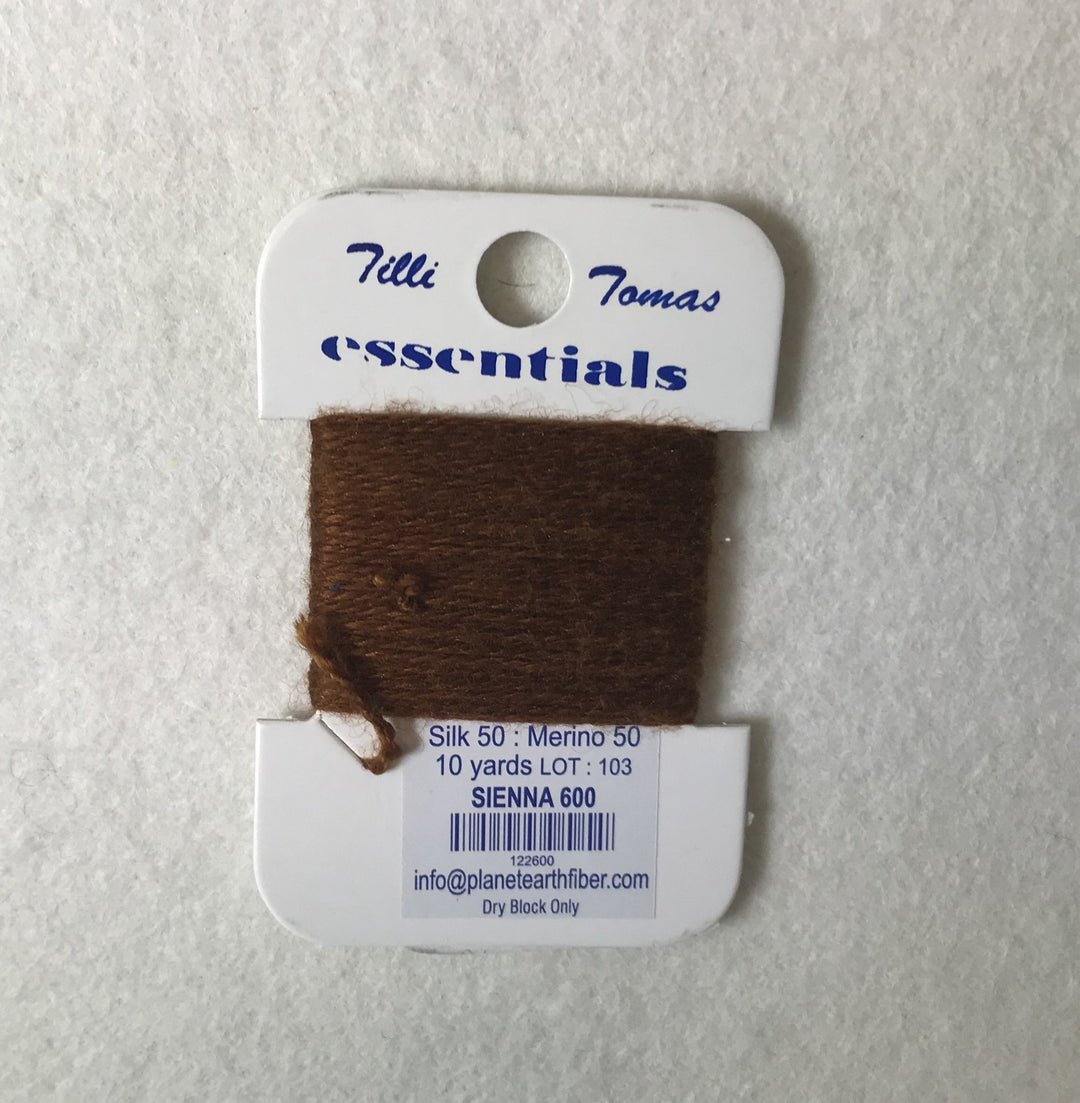 Tilli Tomas
essentials
Silk 50 : Merino 50
10 yards LOT : 103
SIENNA 600
122600
info@planetearthfiber.com
Dry Block Only